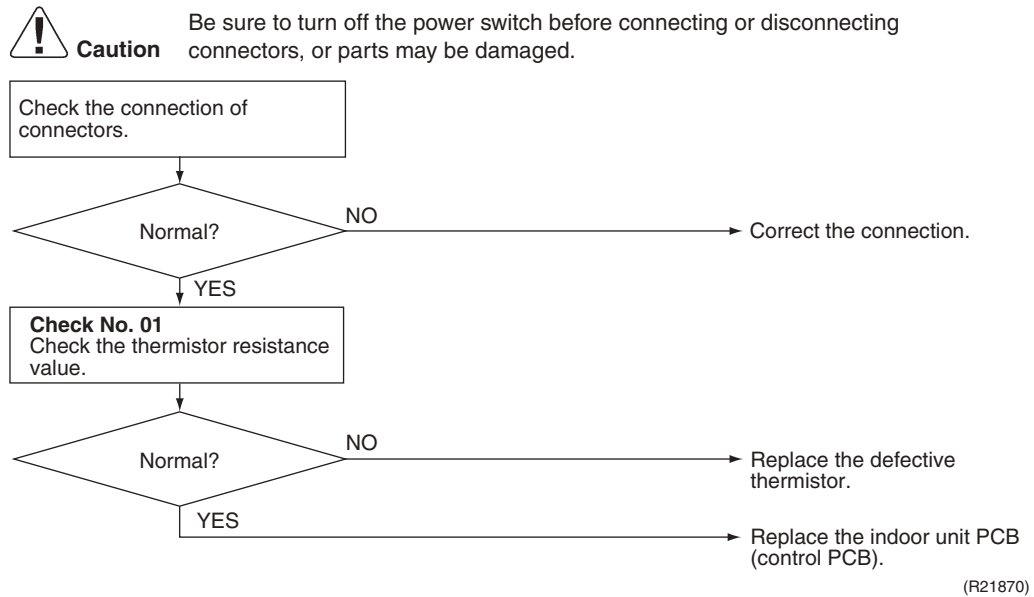 Be sure to turn off the power switch before connecting or disconnecting
Caution connectors, or parts may be damaged.
Check the connection of
connectors.
Normal?
NO
Correct the connection.
YES
Check No. 01
Check the thermistor resistance
value.
Normal?
NO
Replace the defective
thermistor.
YES
Replace the indoor unit PCB
(control PCB).
(R21870)